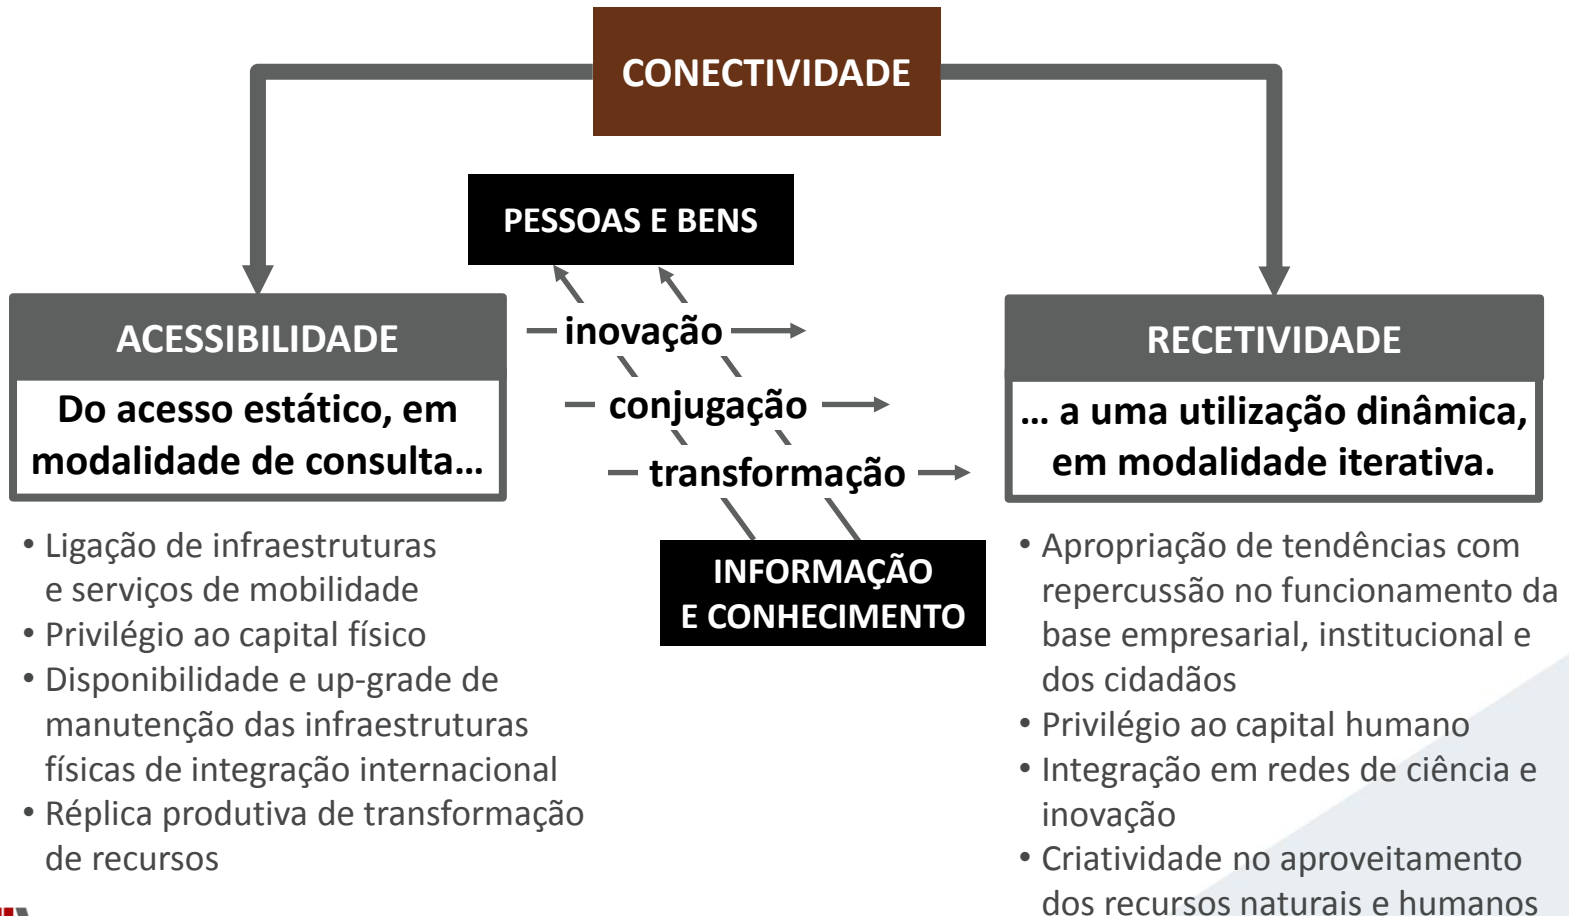 CONECTIVIDADE
PESSOAS E BENS
ACESSIBILIDADE
Do acesso estático, em
modalidade de consulta...
• Ligação de infraestruturas
e serviços de mobilidade
• Privilégio ao capital físico
• Disponibilidade e up-grade de
manutenção das infraestruturas
físicas de integração internacional
• Réplica produtiva de transformação
de recursos
inovação
conjugação
transformação
INFORMAÇÃO
E CONHECIMENTO
RECETIVIDADE
... a uma utilização dinâmica,
em modalidade iterativa.
• Apropriação de tendências com
repercussão no funcionamento da
base empresarial, institucional e
dos cidadãos
• Privilégio ao capital humano
• Integração em redes de ciência e
inovação
• Criatividade no aproveitamento
dos recursos naturais e humanos